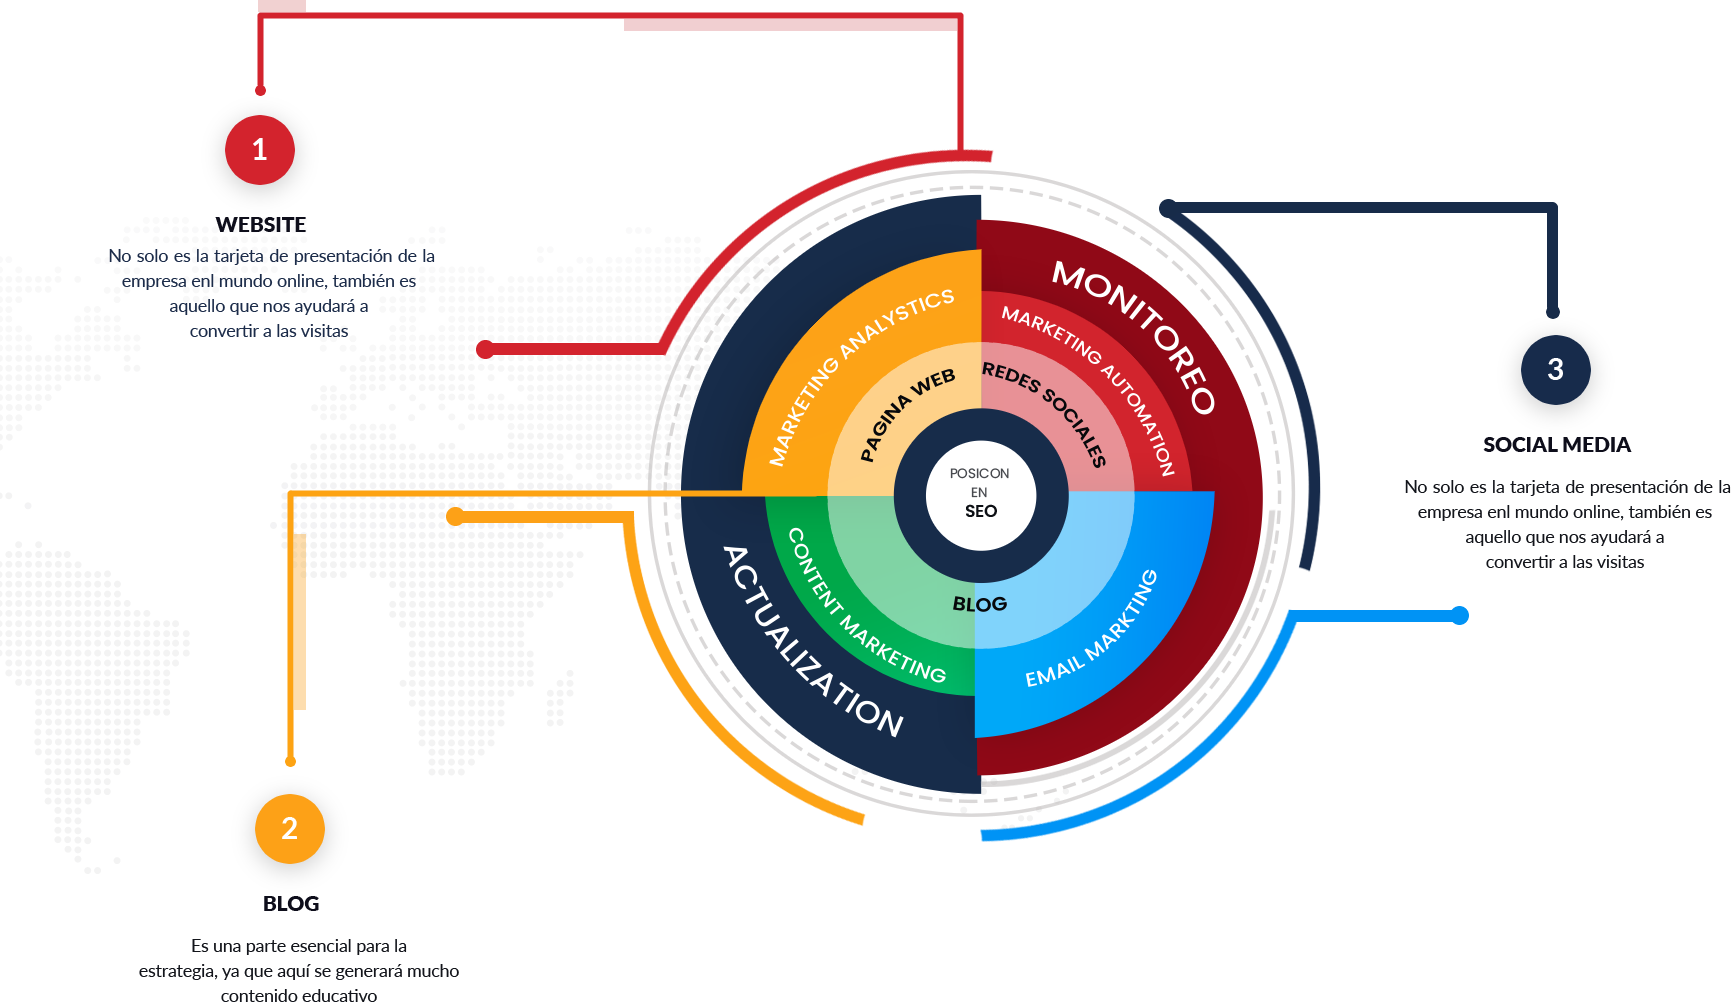 1
WEBSITE
No solo es la tarjeta de presentación de la
empresa enl mundo online, también es
aquello que nos ayudará a
convertir a las visitas
2
BLOG
Es una parte esencial para la
estrategia, ya que aquí se generará mucho
contenido educativo
MARKETING ANALYSTICS
PAGINA WEB
MONITOREO
MARKETING AUTOMATION
REDES SOCIALES
POSICON
EN
SEO
BLOG
CONTENT MARKETING
ACTUALIZATION
EMAIL MARKTING
3
SOCIAL MEDIA
No solo es la tarjeta de presentación de la
empresa enl mundo online, también es
aquello que nos ayudará a
convertir a las visitas